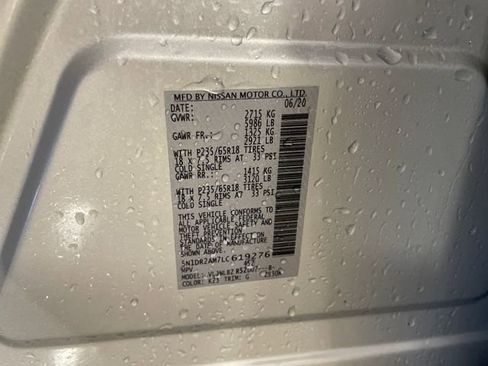 MFD BY NISSAN MOTOR CO., LTD.
DATE: 06/20
GVWR: 2715 KG
5986 LB
GAWR FR.: 1325 KG
2921 LB
WITH P235/65R18 TIRES
18 X 7.5 RIMS AT 33 PSI
COLD SINGLE
GAWR RR.: 1415 KG
3120 LB
WITH P235/65R18 TIRES
18 X 7.5 RIMS AT 33 PSI
COLD SINGLE
THIS VEHICLE CONFORMS TO
ALL APPLICABLE FEDERAL
MOTOR VEHICLE SAFETY AND
THEFT PREVENTION
STANDARDS IN EFFECT ON
THE DATE OF MANUFACTURE
SHOWN ABOVE.
5N1DR2AM7LC619276
MPV
MODEL:
COLOR: K23 TRIM: G